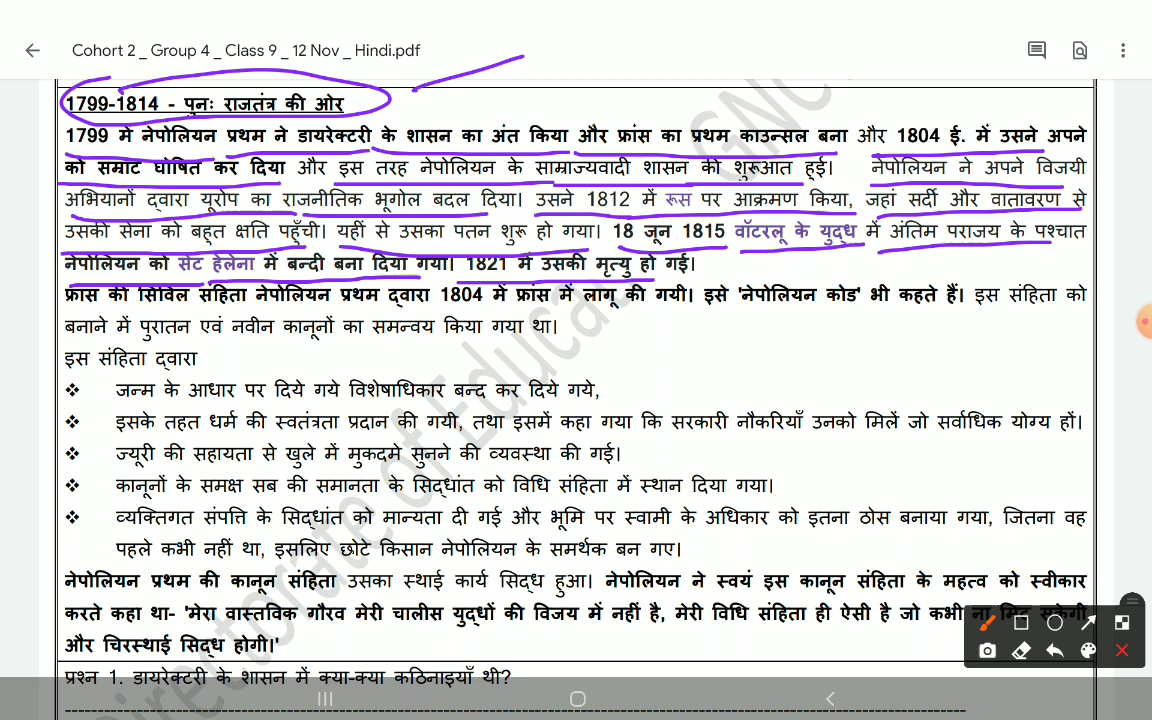 Cohort 2 _ Group 4 _ Class 9 _ 12 Nov _ Hindi.pdf
1799-1814 - पुनः राजतंत्र की ओर
1799 में नेपोलियन प्रथम ने डायरेक्टरी के शासन का अंत किया और फ्रांस का प्रथम काउन्सल बना और 1804 ई. में उसने अपने
को सम्राट घोषित कर दिया और इस तरह नेपोलियन के साम्राज्यवादी शासन की शुरूआत हुई। नेपोलियन ने अपने विजयी
अभियानों द्वारा यूरोप का राजनीतिक भूगोल बदल दिया। उसने 1812 में रूस पर आक्रमण किया, जहां सर्दी और वातावरण से
उसकी सेना को बहुत क्षति पहुँची। यहीं से उसका पतन शुरू हो गया। 18 जून 1815 वॉटरलू के युद्ध में अंतिम पराजय के पश्चात
नेपोलियन को सेंट हेलेना में बन्दी बना दिया गया। 1821 में उसकी मृत्यु हो गई।
फ्रांस की सिविल संहिता नेपोलियन प्रथम द्वारा 1804 में फ्रांस में लागू की गयी। इसे 'नेपोलियन कोड' भी कहते हैं। इस संहिता को
बनाने में पुरातन एवं नवीन कानूनों का समन्वय किया गया था।
इस संहिता द्वारा
❖ जन्म के आधार पर दिये गये विशेषाधिकार बन्द कर दिये गये,
❖ इसके तहत धर्म की स्वतंत्रता प्रदान की गयी, तथा इसमें कहा गया कि सरकारी नौकरियाँ उनको मिलें जो सर्वाधिक योग्य हों।
❖ ज्यूरी की सहायता से खुले में मुकदमे सुनने की व्यवस्था की गई।
❖ कानूनों के समक्ष सब की समानता के सिद्धांत को विधि संहिता में स्थान दिया गया।
❖ व्यक्तिगत संपत्ति के सिद्धांत को मान्यता दी गई और भूमि पर स्वामी के अधिकार को इतना ठोस बनाया गया, जितना वह
पहले कभी नहीं था, इसलिए छोटे किसान नेपोलियन के समर्थक बन गए।
नेपोलियन प्रथम की कानून संहिता उसका स्थाई कार्य सिद्ध हुआ। नेपोलियन ने स्वयं इस कानून संहिता के महत्व को स्वीकार
करते कहा था- 'मेरा वास्तविक गौरव मेरी चालीस युद्धों की विजय में नहीं है, मेरी विधि संहिता ही ऐसी है जो कभी ना मिट सकेगी
और चिरस्थाई सिद्ध होगी।'
प्रश्न 1. डायरेक्टरी के शासन में क्या-क्या कठिनाइयाँ थी?